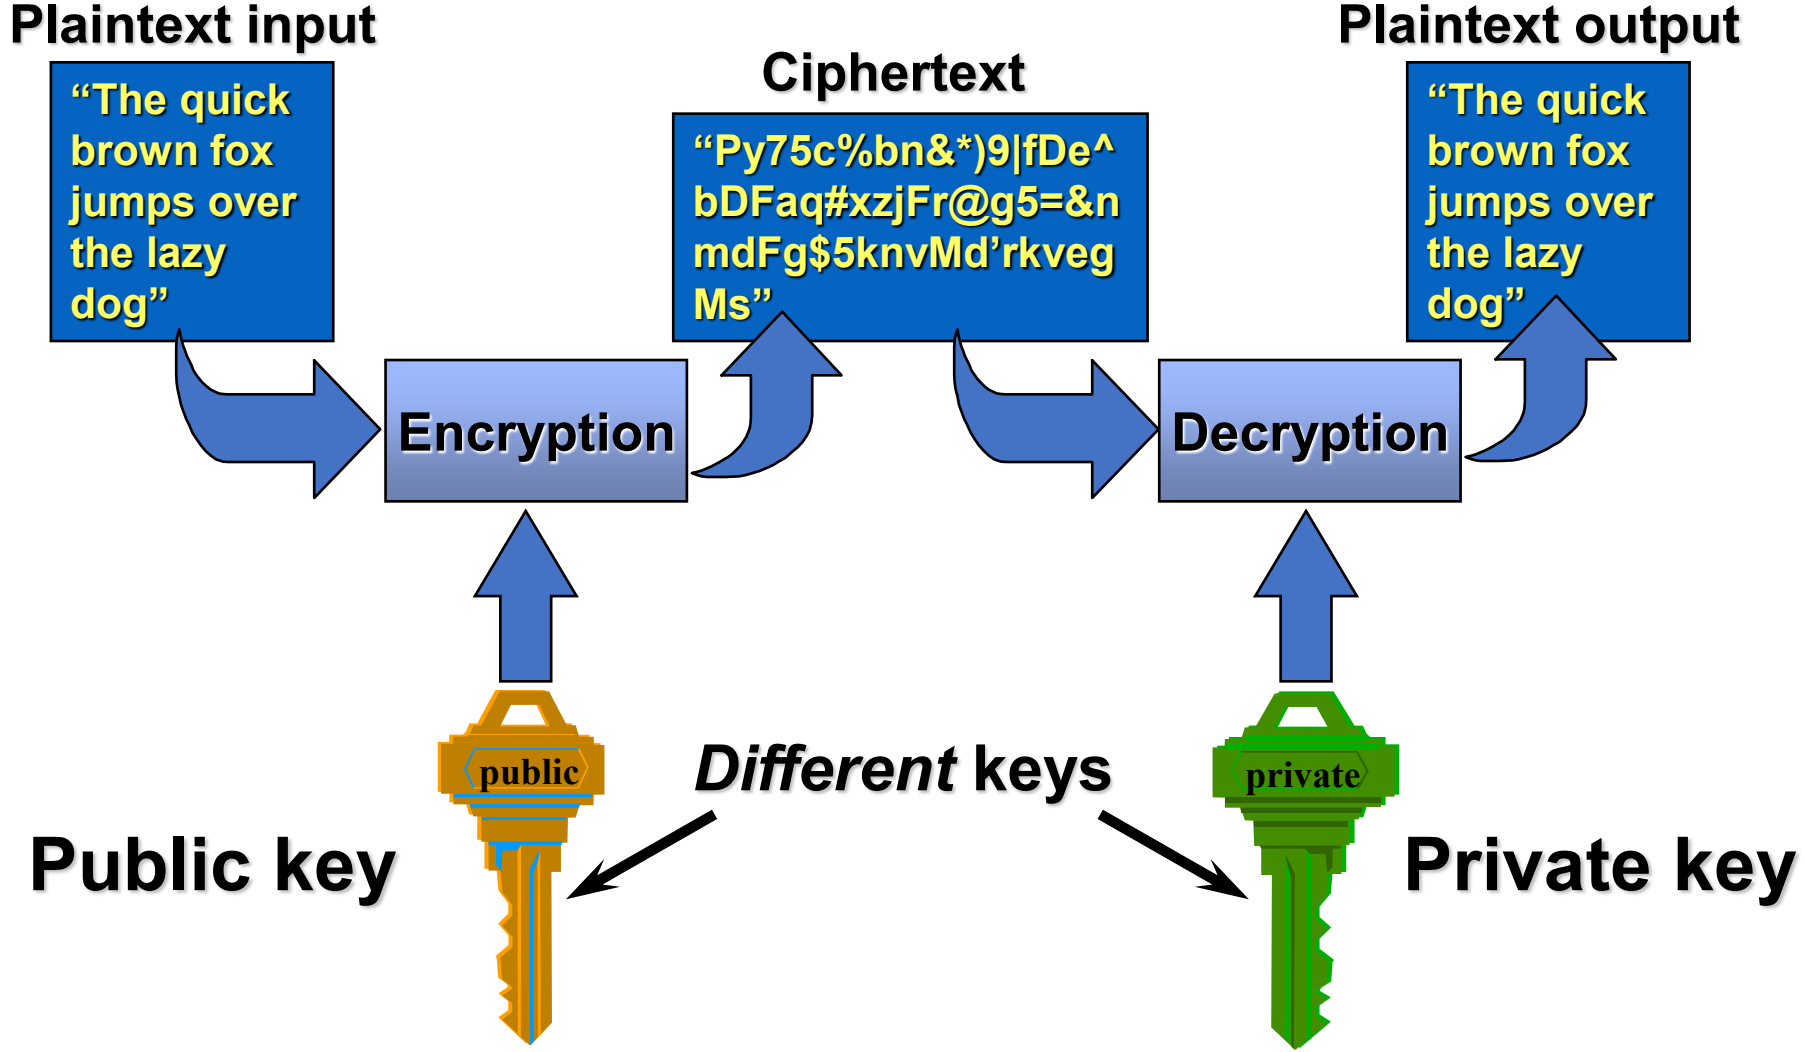 Plaintext input
“The quick
brown fox
jumps over
the lazy
dog”
Ciphertext
“Py75c%bn&*)9|fDe^
bDFaq#xzjFr@g5=&n
mdFg$5knvMd’rkveg
Ms”
Plaintext output
“The quick
brown fox
jumps over
the lazy
dog”
Encryption
Decryption
public
Different keys
private
Public key
Private key